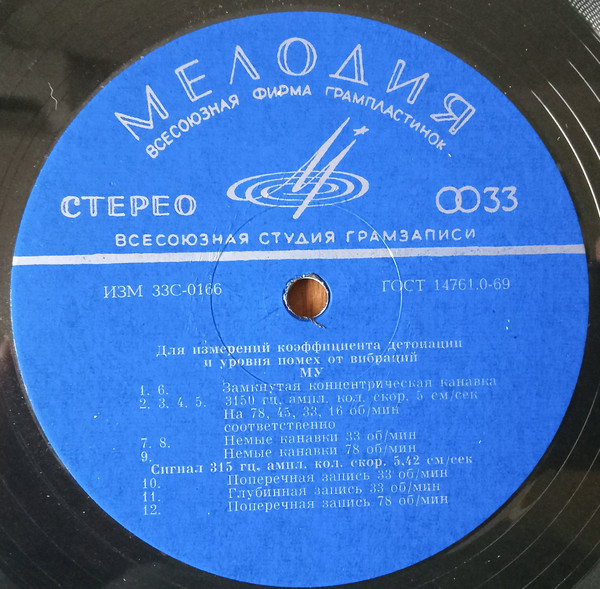 МЕЛОДИЯ
ВСЕСОЮЗНАЯ ФИРМА ГРАМПЛАСТИНОК
СТЕРЕО
33
ВСЕСОЮЗНАЯ СТУДИЯ ГРАМЗАПИСИ
ИЗМ 33С-0166 ГОСТ 14761.0-69
Для измерений коэффициента детонации
и уровня помех от вибраций
МУ
1. 6. Замкнутая концентрическая канавка
2. 3. 4. 5. 3150 гц. ампл. кол. скор. 5 см/сек
На 78, 45, 33, 16 об/мин
соответственно
7. 8. Немые канавки 33 об/мин
9. Немые канавки 78 об/мин
Сигнал 315 гц. ампл. кол. скор. 5,42 см/сек
10. Поперечная запись 33 об/мин
11. Глубинная запись 33 об/мин
12. Поперечная запись 78 об/мин